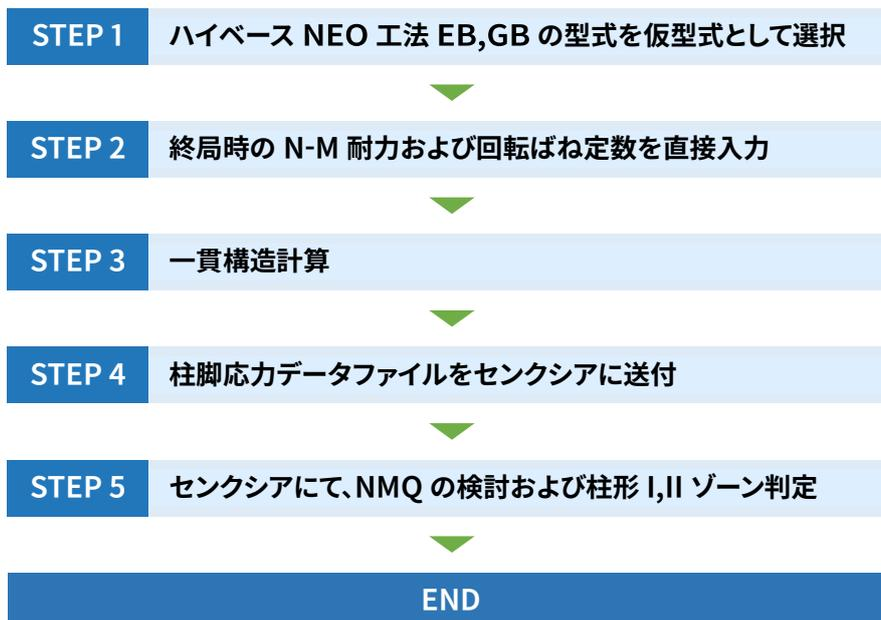 STEP 1 ハイベース NEO 工法 EB,GB の型式を仮型式として選択
STEP 2 終局時の N-M 耐力および回転ばね定数を直接入力
STEP 3 一貫構造計算
STEP 4 柱脚応力データファイルをセンクシアに送付
STEP 5 センクシアにて、NMQ の検討および柱形 I,II ゾーン判定
END